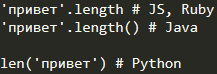 'привет'.length # JS, Ruby
'привет'.length() # Java
len('привет') # Python